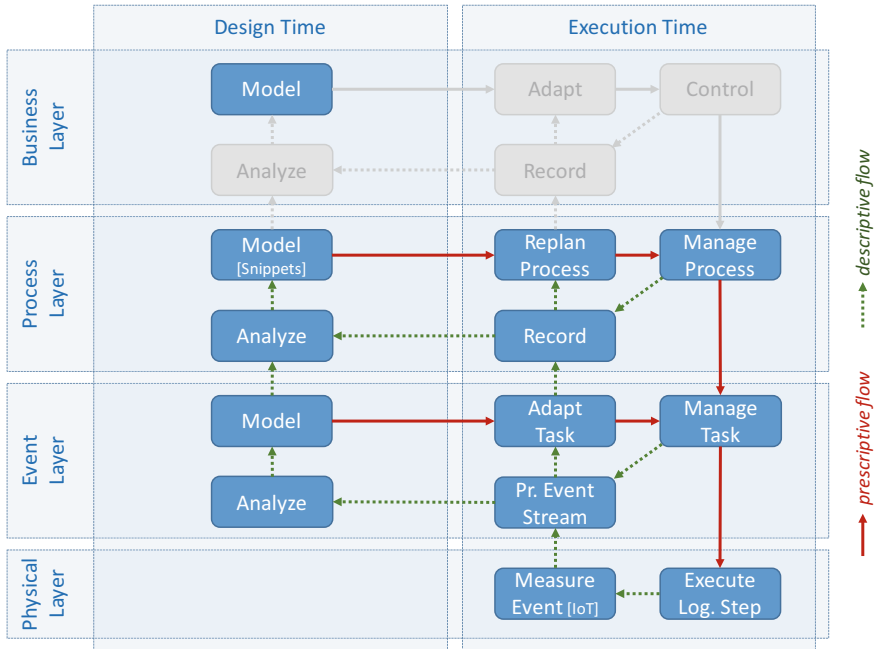 Design Time
Execution Time
Business
Layer
Model
Adapt
Control
Analyze
Record
Process
Layer
Model
[Snippets]
Replan
Process
Manage
Process
Analyze
Record
Event
Layer
Model
Adapt
Task
Manage
Task
Analyze
Pr. Event
Stream
Physical
Layer
Measure
Event [IoT]
Execute
Log. Step
descriptive flow
prescriptive flow